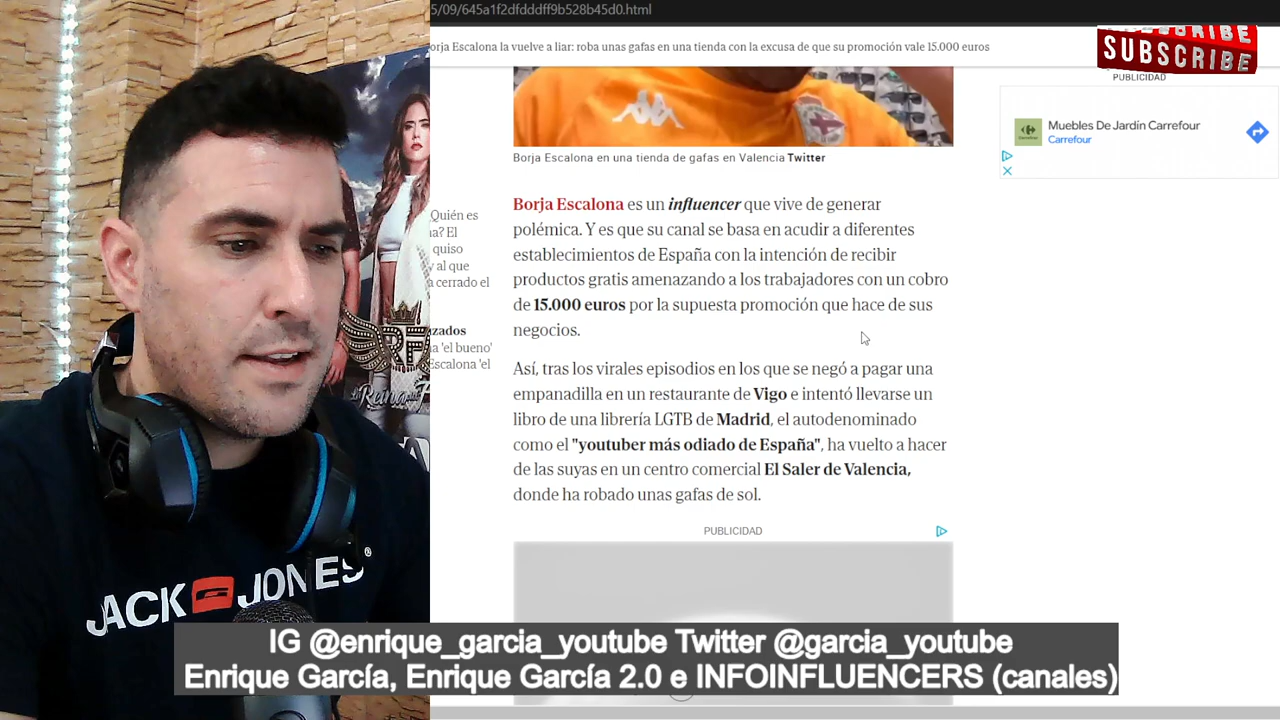 5/09/645a1f2dfdddff9b528b45d0.html
orja Escalona la vuelve a liar: roba unas gafas en una tienda con la excusa de que su promoción vale 15.000 euros
SUBSCRIBE
SUBSCRIBE
PUBLICIDAD
Muebles De Jardín Carrefour
Carrefour
Kappa
Borja Escalona en una tienda de gafas en Valencia Twitter
¿Quién es
a? El
quiso
y al que
a cerrado el
zados
a 'el bueno'
Escalona 'el
Borja Escalona es un influencer que vive de generar
polémica. Y es que su canal se basa en acudir a diferentes
establecimientos de España con la intención de recibir
productos gratis amenazando a los trabajadores con un cobro
de 15.000 euros por la supuesta promoción que hace de sus
negocios.
Así, tras los virales episodios en los que se negó a pagar una
empanadilla en un restaurante de Vigo e intentó llevarse un
libro de una librería LGTB de Madrid, el autodenominado
como el "youtuber más odiado de España", ha vuelto a hacer
de las suyas en un centro comercial El Saler de Valencia,
donde ha robado unas gafas de sol.
PUBLICIDAD
RF
la Reina del F
JACK & JONES®
IG @enrique_garcia_youtube Twitter @garcia_youtube
Enrique García, Enrique García 2.0 e INFOINFLUENCERS (canales)